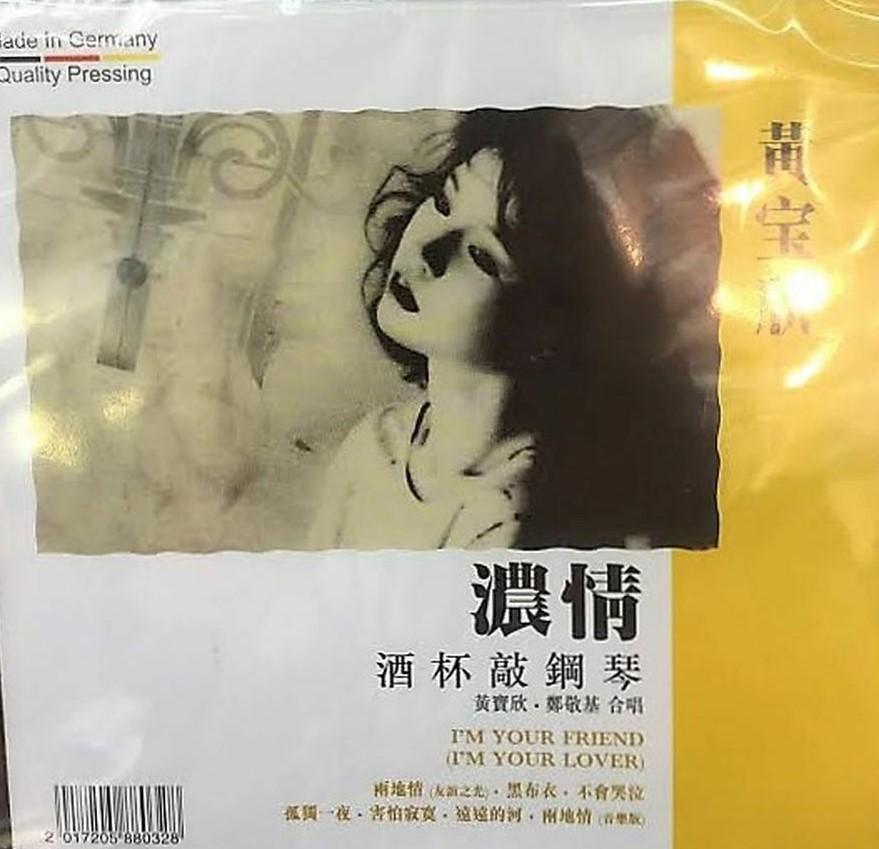 Made in Germany
Quality Pressing
黃宝欣
濃情
酒杯敲鋼琴
黃寶欣・鄭敬基 合唱
I'M YOUR FRIEND
(I'M YOUR LOVER)
兩地情 (友誼之光)・黑布衣・不會哭泣
孤獨一夜・害怕寂寞・遠遠的河・兩地情 (音樂版)
2 017205 880328